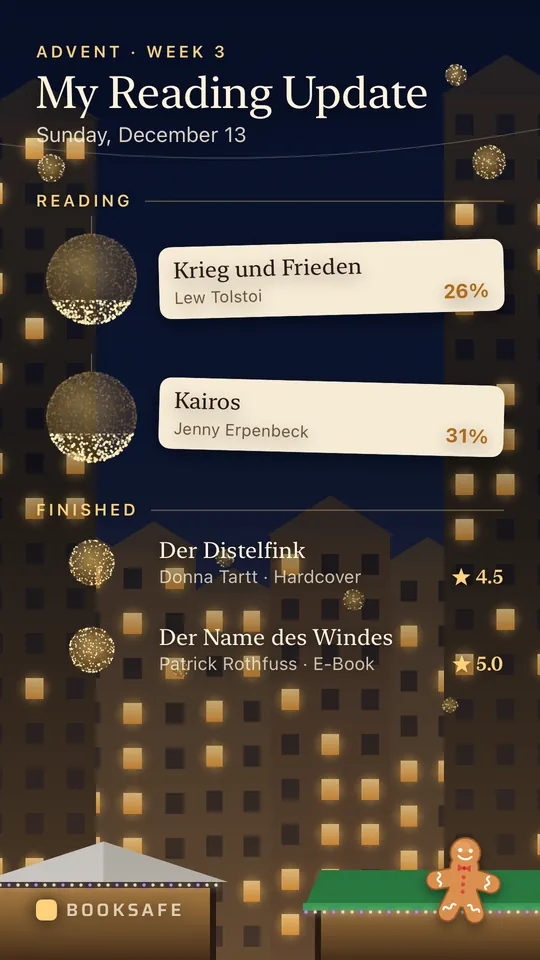 ADVENT · WEEK 3
My Reading Update
Sunday, December 13
READING
Krieg und Frieden
Lew Tolstoi
26%
Kairos
Jenny Erpenbeck
31%
FINISHED
Der Distelfink
Donna Tartt · Hardcover
★ 4.5
Der Name des Windes
Patrick Rothfuss · E-Book
★ 5.0
BOOKSAFE